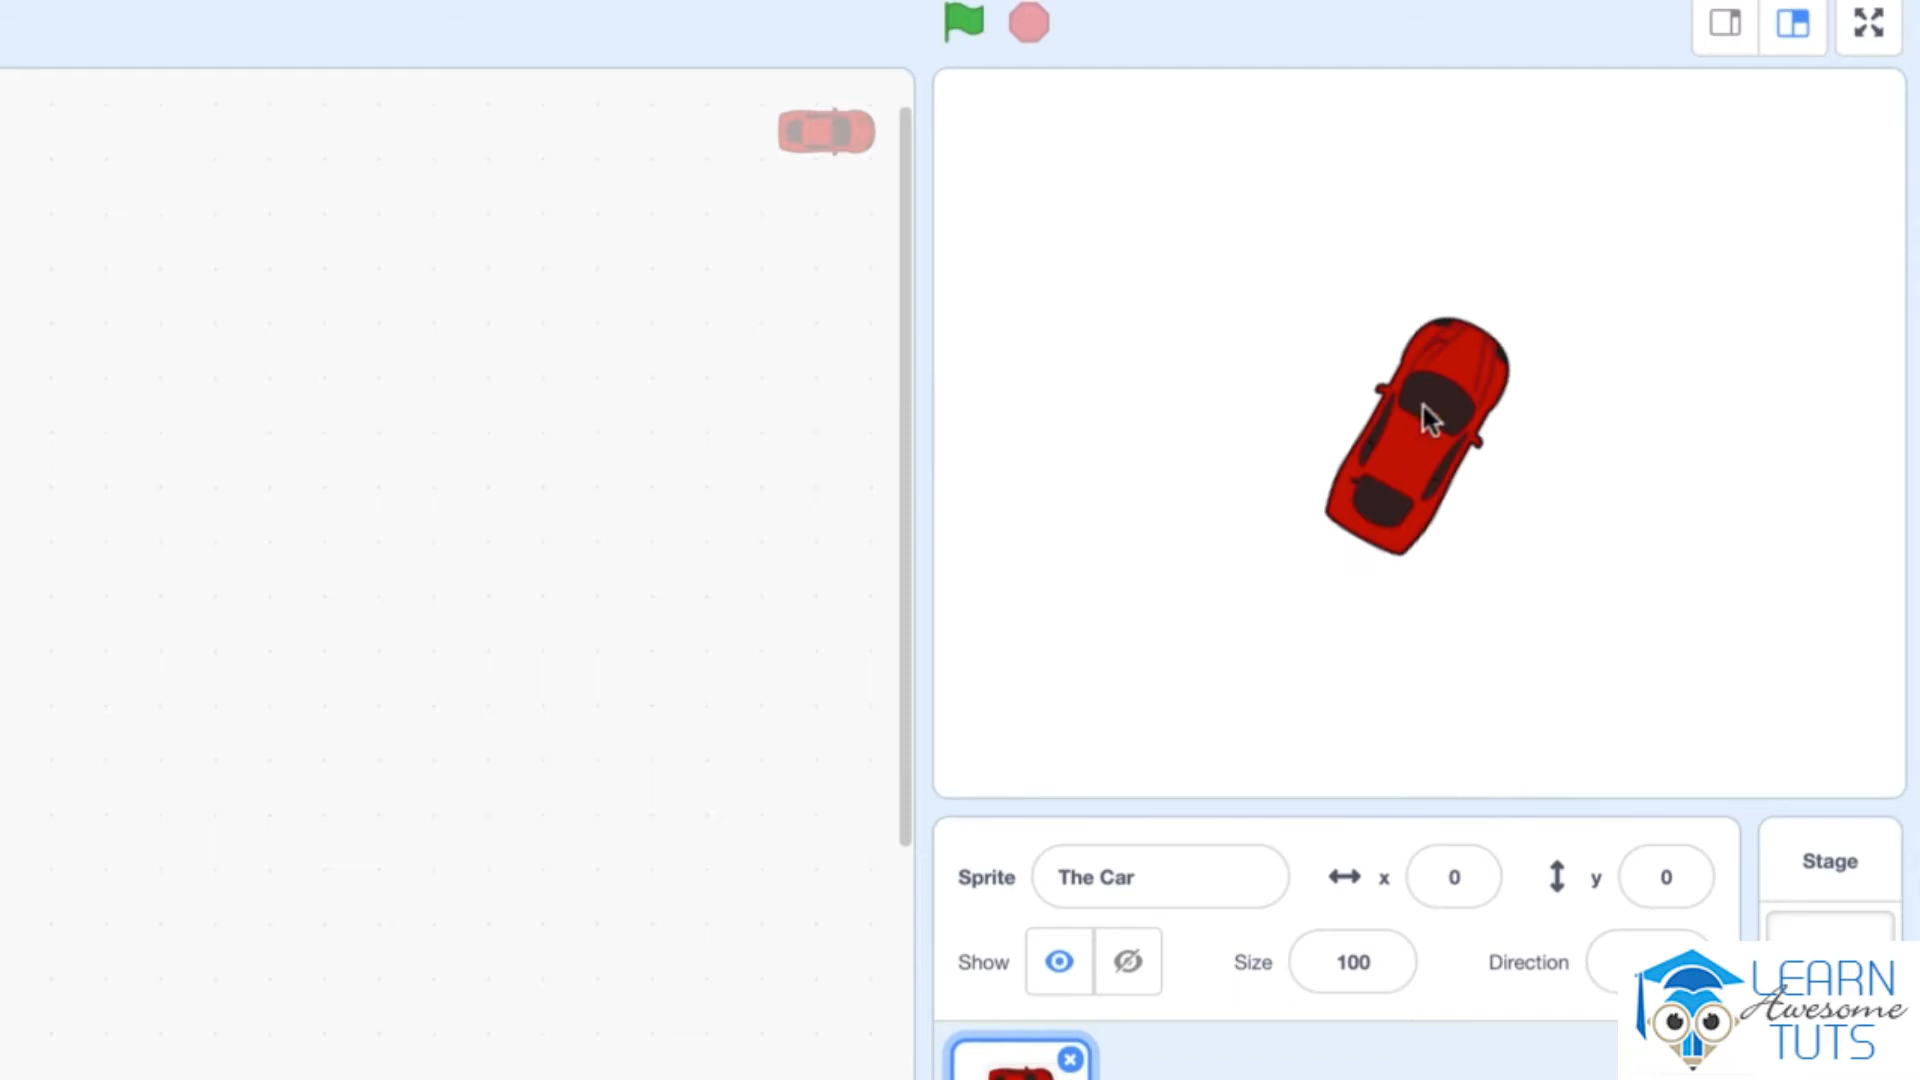 Sprite The Car x 0 y 0
Stage
Show Size 100 Direction
LEARN
Awesome
TUTS